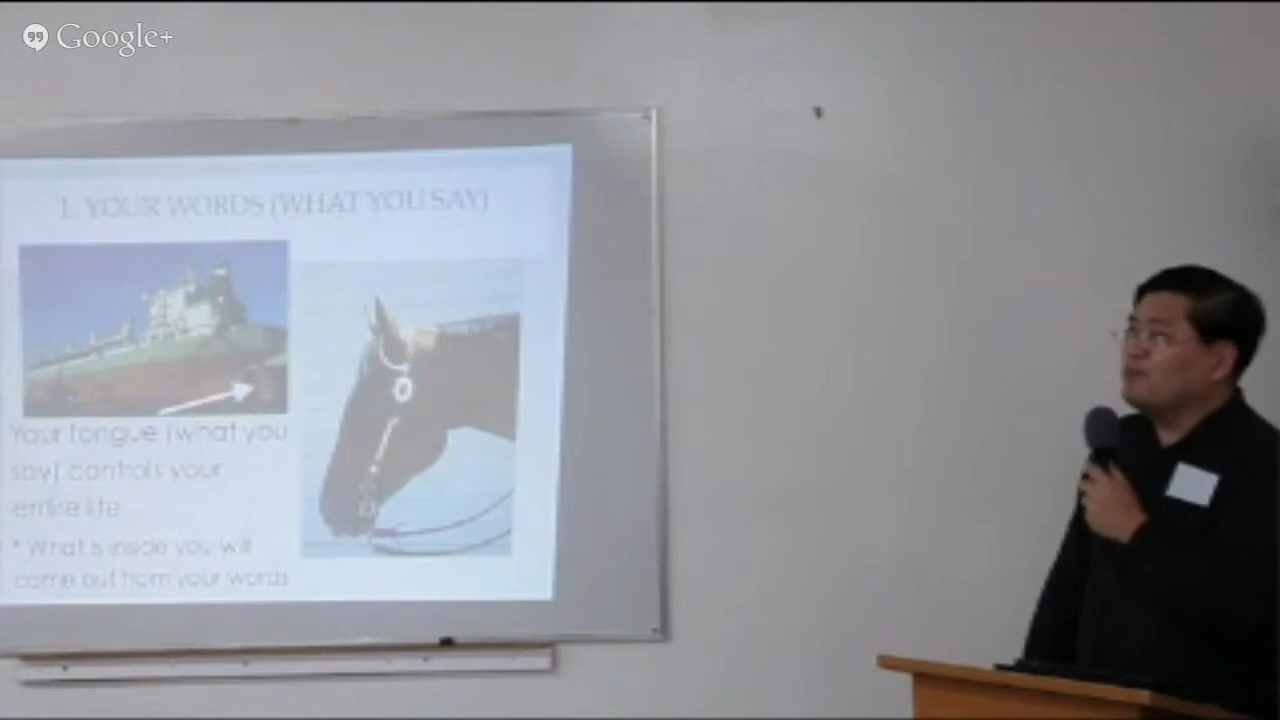 Google+
1. YOUR WORDS (WHAT YOU SAY)
Your tongue (what you
say) controls your
entire life
* What is inside you will
come out from your words